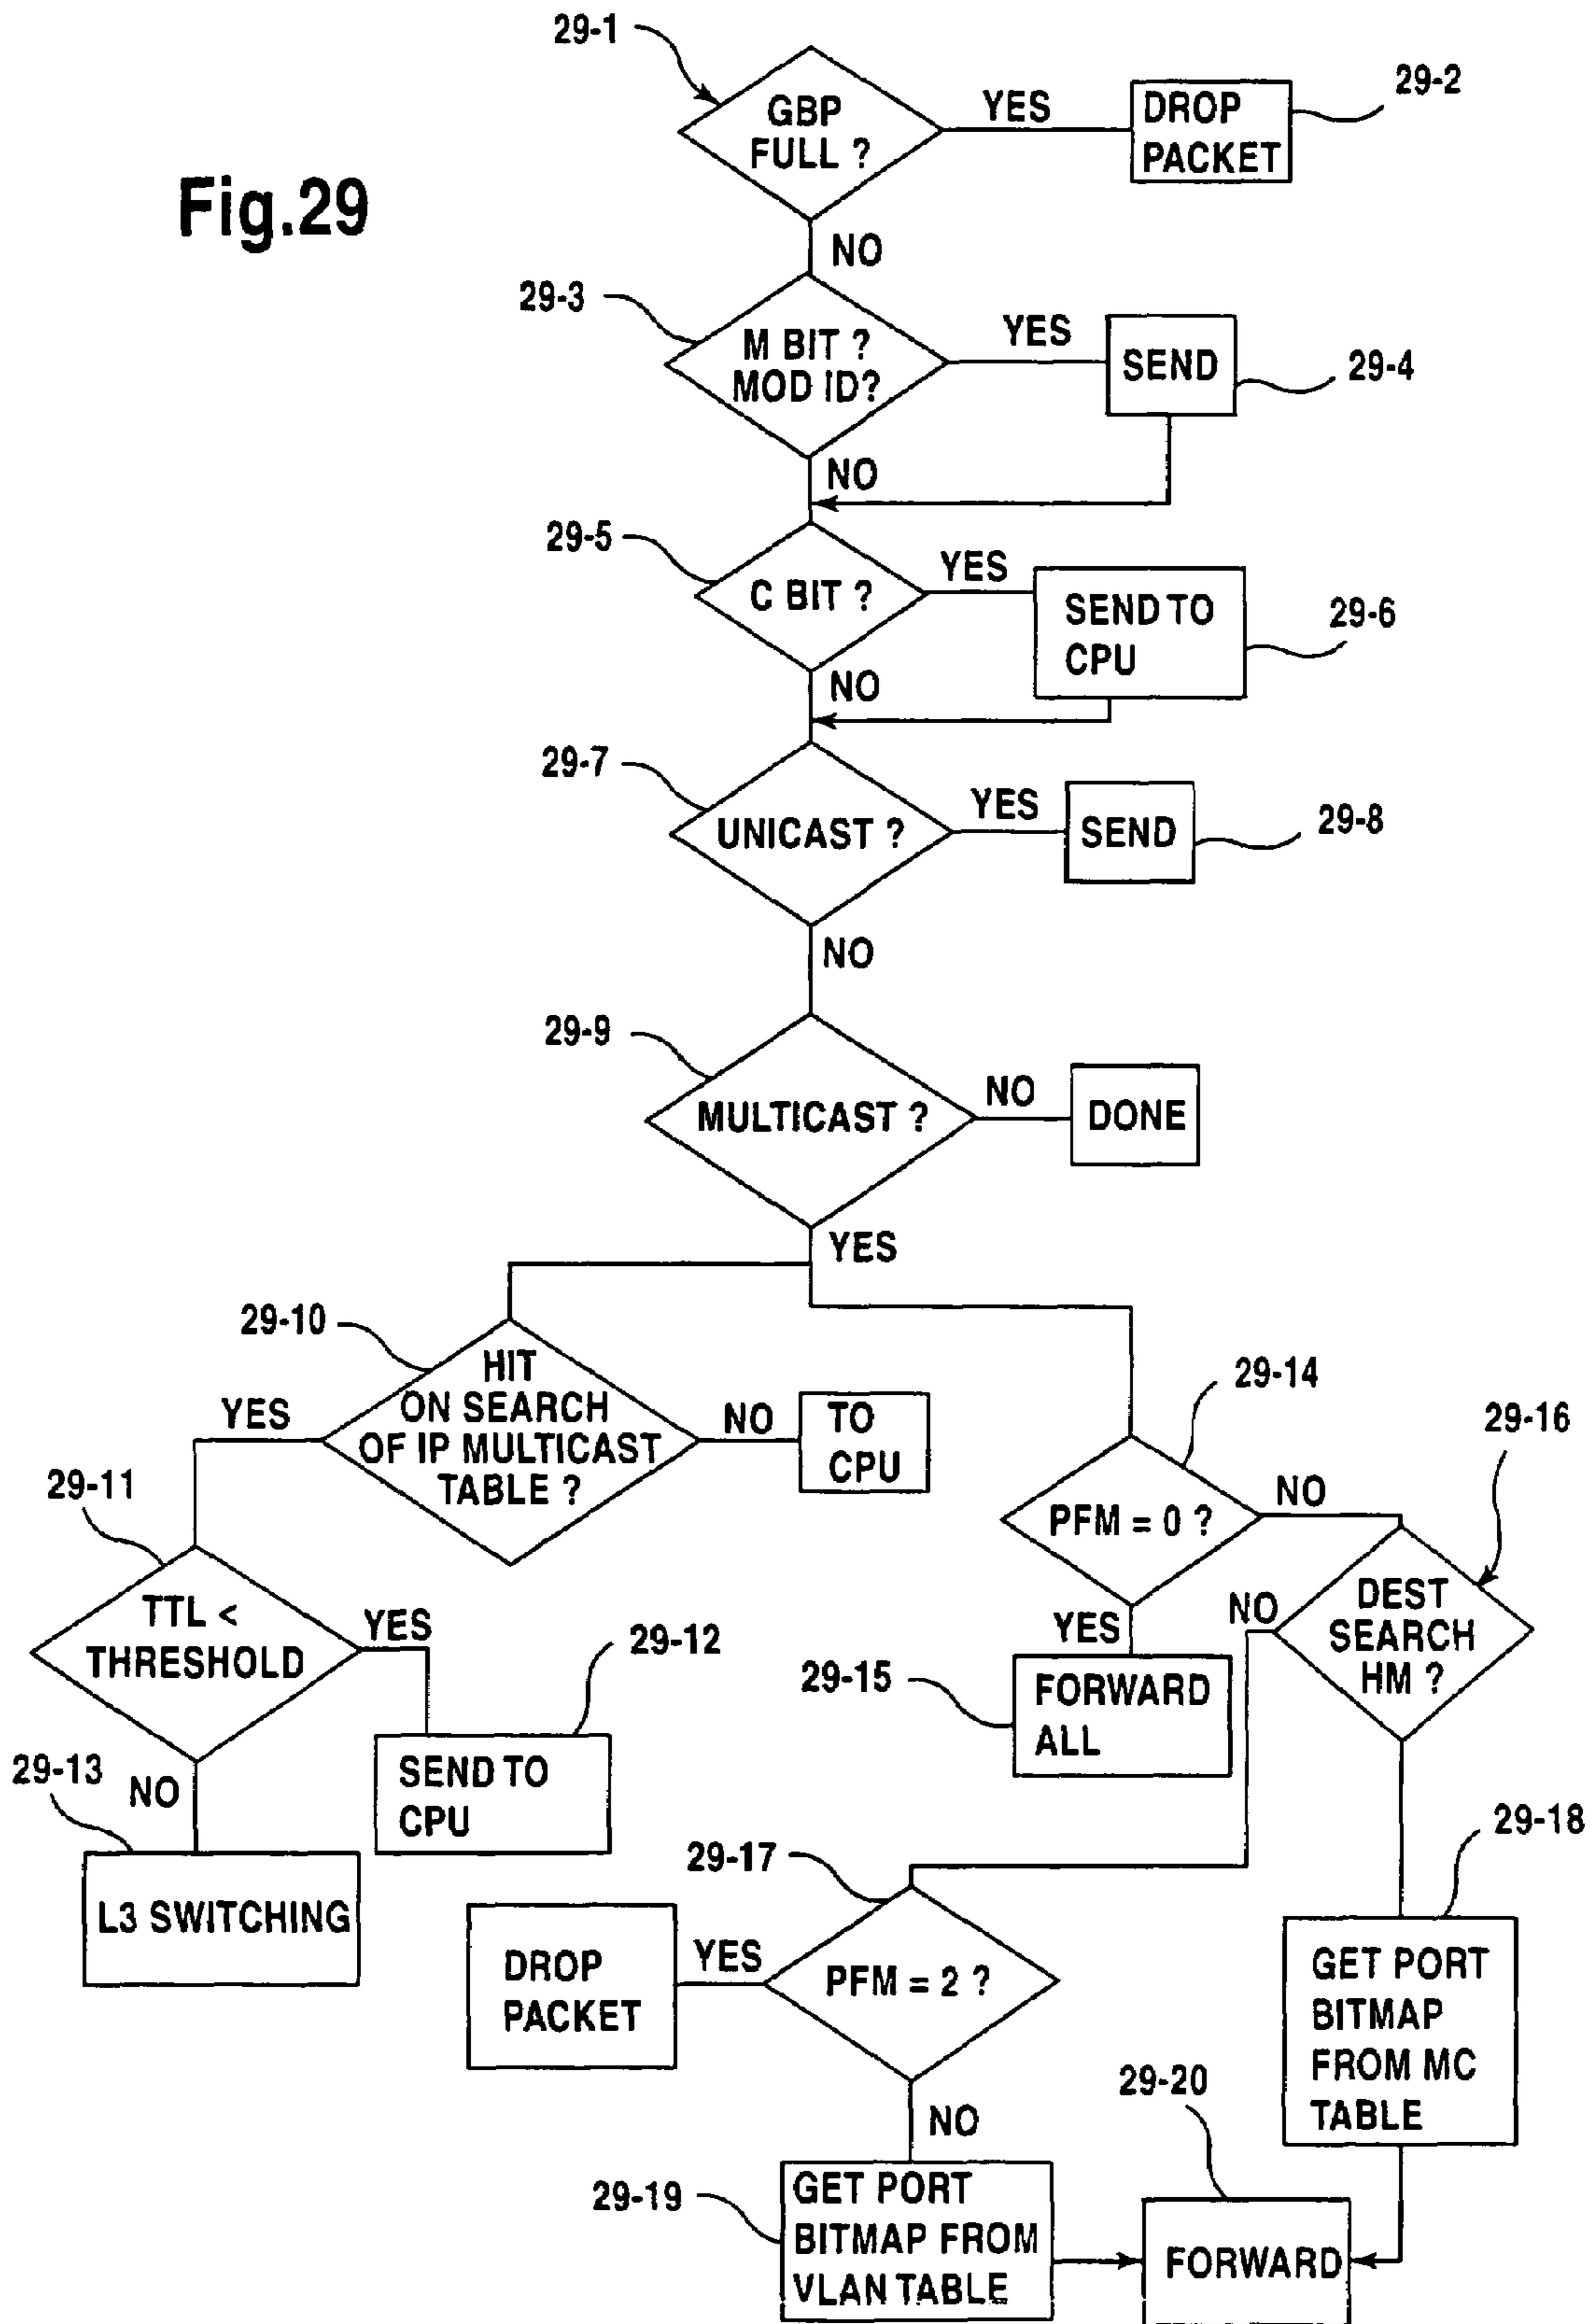 29-1
GBP
FULL ?
YES
DROP
PACKET
29-2
Fig.29
NO
29-3
M BIT ?
MOD ID?
YES
SEND
29-4
NO
29-5
C BIT ?
YES
SEND TO
CPU
29-6
NO
29-7
UNICAST ?
YES
SEND
29-8
NO
29-9
MULTICAST ?
NO
DONE
YES
29-10
HIT
ON SEARCH
OF IP MULTICAST
TABLE ?
YES
NO
TO
CPU
29-11
TTL <
THRESHOLD
YES
29-12
SEND TO
CPU
29-13
NO
L3 SWITCHING
29-14
PFM = 0 ?
NO
29-16
YES
29-15
FORWARD
ALL
DEST
SEARCH
HM ?
NO
29-17
PFM = 2 ?
YES
DROP
PACKET
NO
29-18
GET PORT
BITMAP
FROM MC
TABLE
29-19
GET PORT
BITMAP FROM
VLAN TABLE
29-20
FORWARD